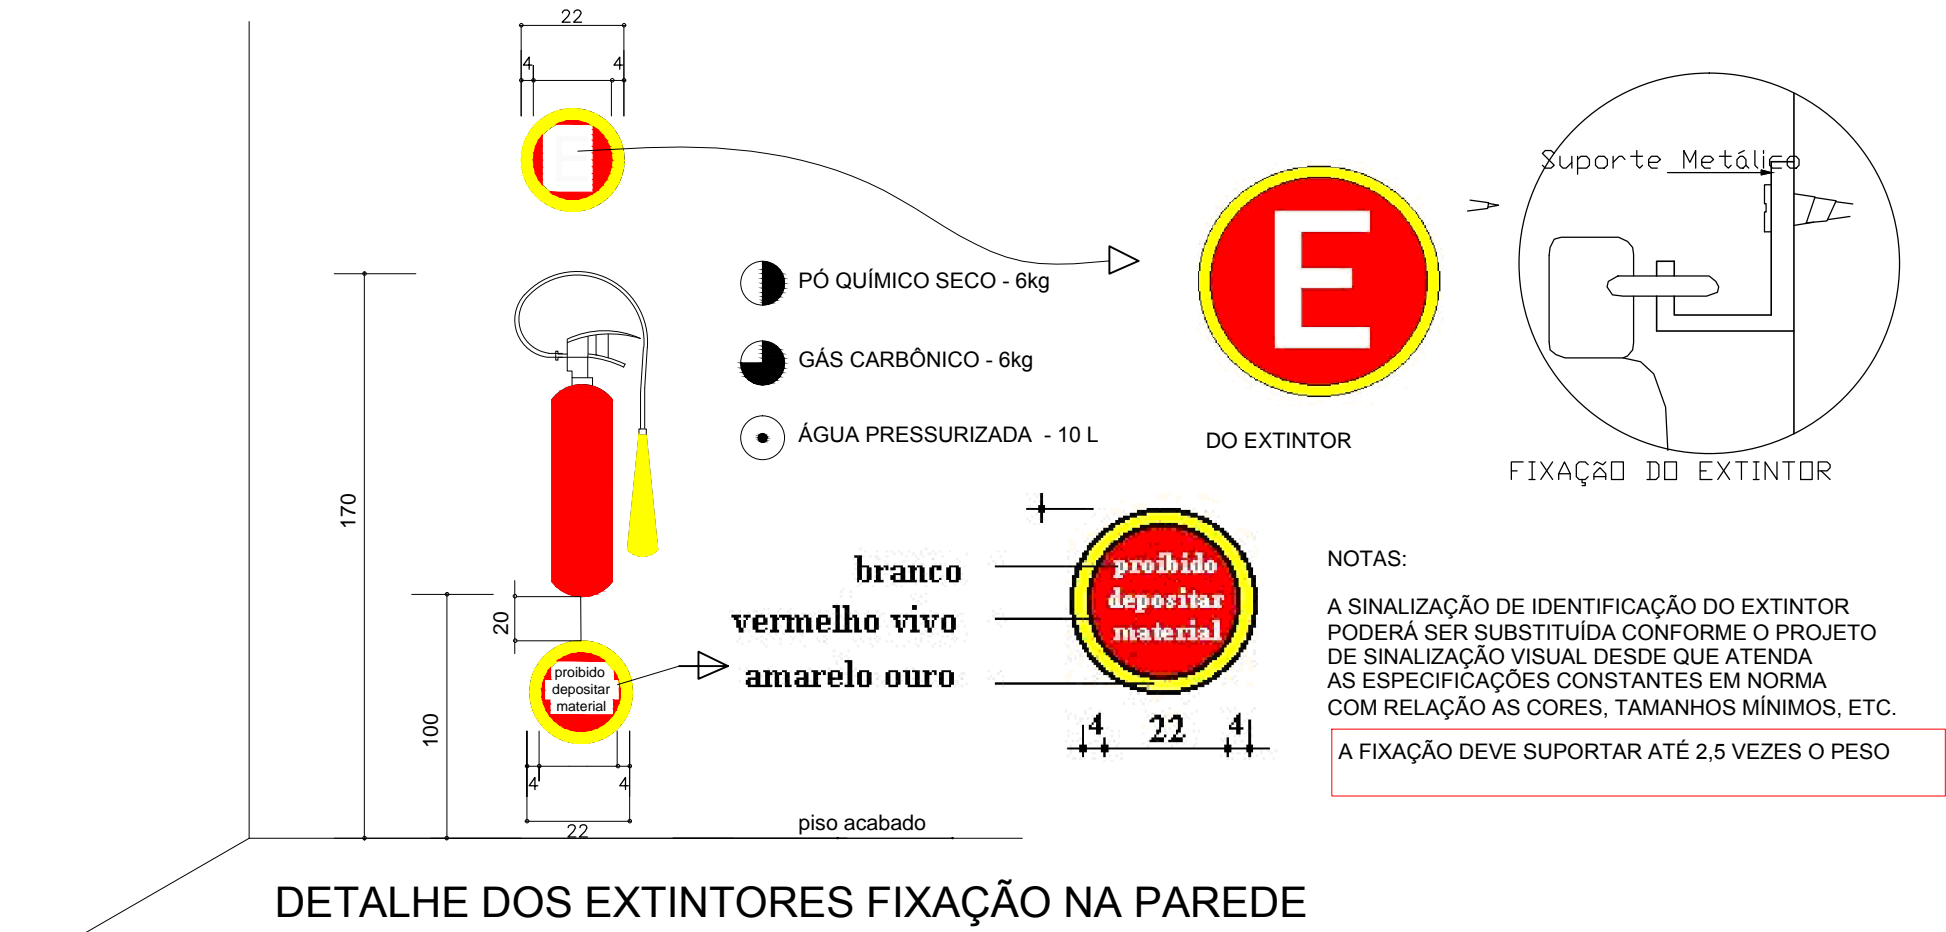 22
4 4
E
PÓ QUÍMICO SECO - 6kg
GÁS CARBÔNICO - 6kg
ÁGUA PRESSURIZADA - 10 L
170
20
100
proibido
depositar
material
4 4
22
piso acabado
E
DO EXTINTOR
Suporte Metálico
FIXAÇÃO DO EXTINTOR
branco
vermelho vivo
amarelo ouro
proibido
depositar
material
4 22 4
NOTAS:
A SINALIZAÇÃO DE IDENTIFICAÇÃO DO EXTINTOR
PODERÁ SER SUBSTITUÍDA CONFORME O PROJETO
DE SINALIZAÇÃO VISUAL DESDE QUE ATENDA
AS ESPECIFICAÇÕES CONSTANTES EM NORMA
COM RELAÇÃO AS CORES, TAMANHOS MÍNIMOS, ETC.
A FIXAÇÃO DEVE SUPORTAR ATÉ 2,5 VEZES O PESO
DETALHE DOS EXTINTORES FIXAÇÃO NA PAREDE